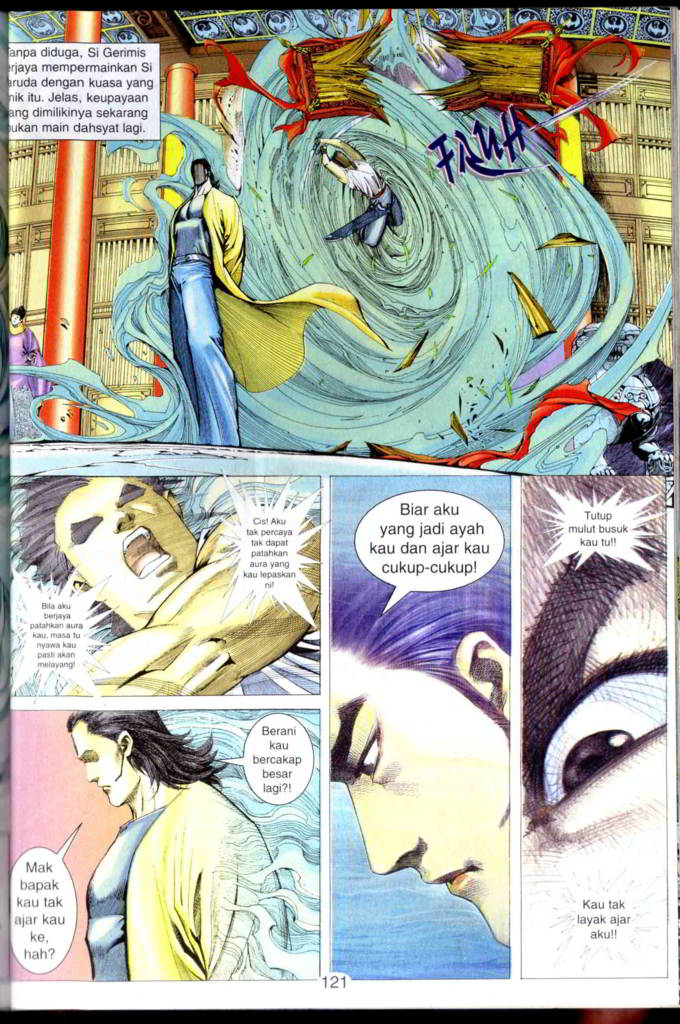 Tanpa diduga, Si Gerimis
mempermainkan Si
dengan kuasa yang
itu. Jelas, keupayaan
yang dimilikinya sekarang
bukan main dahsyat lagi.
FRUH
Cis! Aku
tak percaya
tak dapat
patahkan
aura yang
kau lepaskan
ni!
Bila aku
berjaya
patahkan aura
kau, masa tu
nyawa kau
pasti akan
melayang!
Berani
kau
bercakap
besar
lagi?!
Mak
bapak
kau tak
ajar kau
ke,
hah?
Biar aku
yang jadi ayah
kau dan ajar kau
cukup-cukup!
Tutup
mulut busuk
kau tu!!
Kau tak
layak ajar
aku!!
121